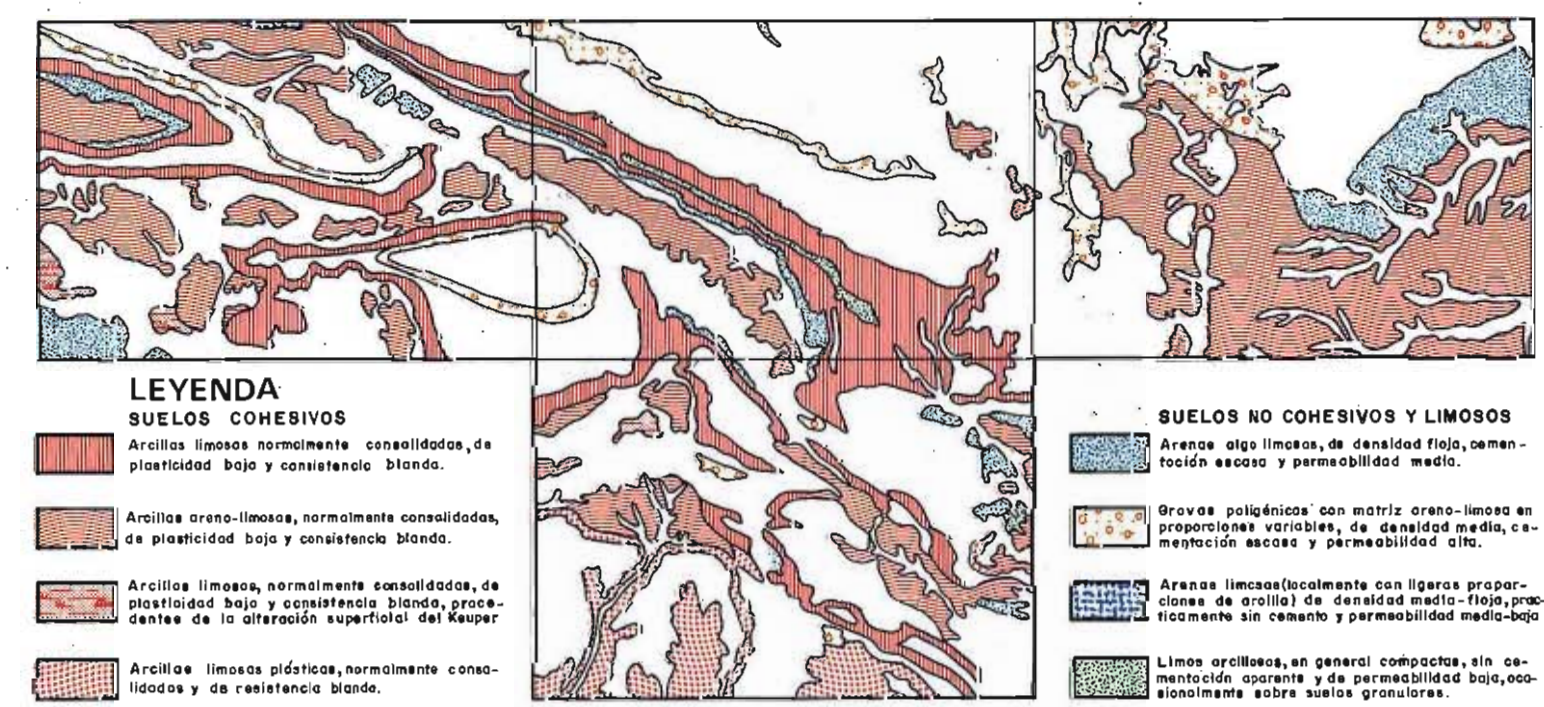 LEYENDA
SUELOS COHESIVOS
Arcillas limosas normalmente consolidadas, de
plasticidad baja y consistencia blanda.
Arcillas areno-limosas, normalmente consolidadas,
de plasticidad baja y consistencia blanda.
Arcillas limosas, normalmente consolidadas, de
plasticidad baja y consistencia blanda, proce-
dentes de la alteración superficial del Keuper
Arcillas limosas plásticas, normalmente conso-
lidadas y de resistencia blanda.
SUELOS NO COHESIVOS Y LIMOSOS
Arenas algo limosas, de densidad floja, cemen-
tación escasa y permeabilidad media.
Gravas poligénicas con matriz areno-limosa en
proporciones variables, de densidad media, ce-
mentación escasa y permeabilidad alta.
Arenas limosas (localmente con ligeras propor-
ciones de arcilla) de densidad media-floja, prac-
ticamente sin cemento y permeabilidad media-baja
Limos arcillosos, en general compactos, sin ce-
mentación aparente y de permeabilidad baja, oca-
sionalmente sobre suelos granulares.